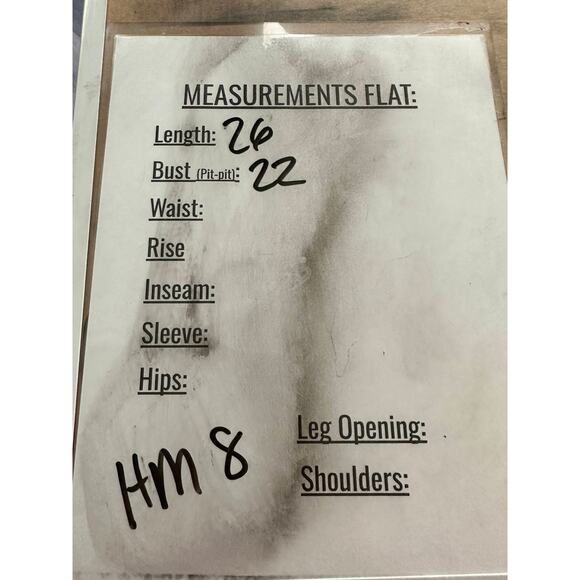 MEASUREMENTS FLAT:
Length: 26
Bust (Pit-pit): 22
Waist:
Rise
Inseam:
Sleeve:
Hips:
Leg Opening:
Shoulders:
HM 8